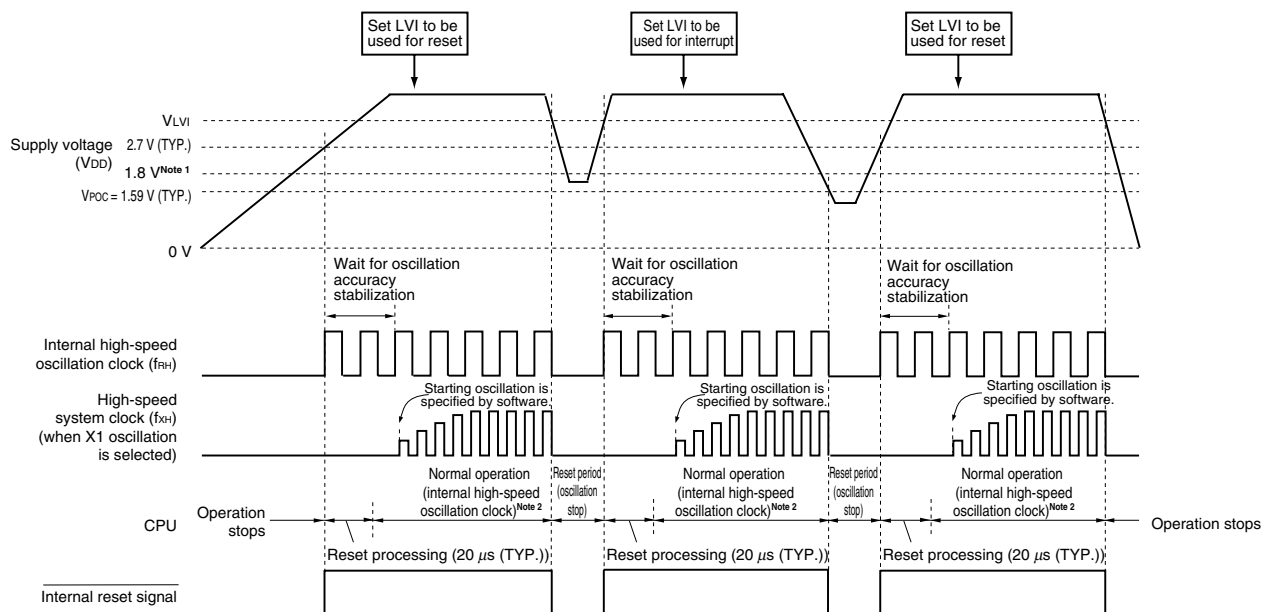 Set LVI to be
used for reset
Set LVI to be
used for interrupt
Set LVI to be
used for reset
VLVI
Supply voltage
(VDD)
2.7 V (TYP.)
1.8 V Note 1
VPOC = 1.59 V (TYP.)
0 V
Wait for oscillation
accuracy
stabilization
Wait for oscillation
accuracy
stabilization
Wait for oscillation
accuracy
stabilization
Internal high-speed
oscillation clock (fRH)
High-speed
system clock (fXH)
(when X1 oscillation
is selected)
Starting oscillation is
specified by software.
Starting oscillation is
specified by software.
Starting oscillation is
specified by software.
CPU
Operation
stops
Normal operation
(internal high-speed
oscillation clock) Note 2
Reset period
(oscillation
stop)
Normal operation
(internal high-speed
oscillation clock) Note 2
Reset period
(oscillation
stop)
Normal operation
(internal high-speed
oscillation clock) Note 2
Operation stops
Reset processing (20 μs (TYP.))
Reset processing (20 μs (TYP.))
Reset processing (20 μs (TYP.))
Internal reset signal